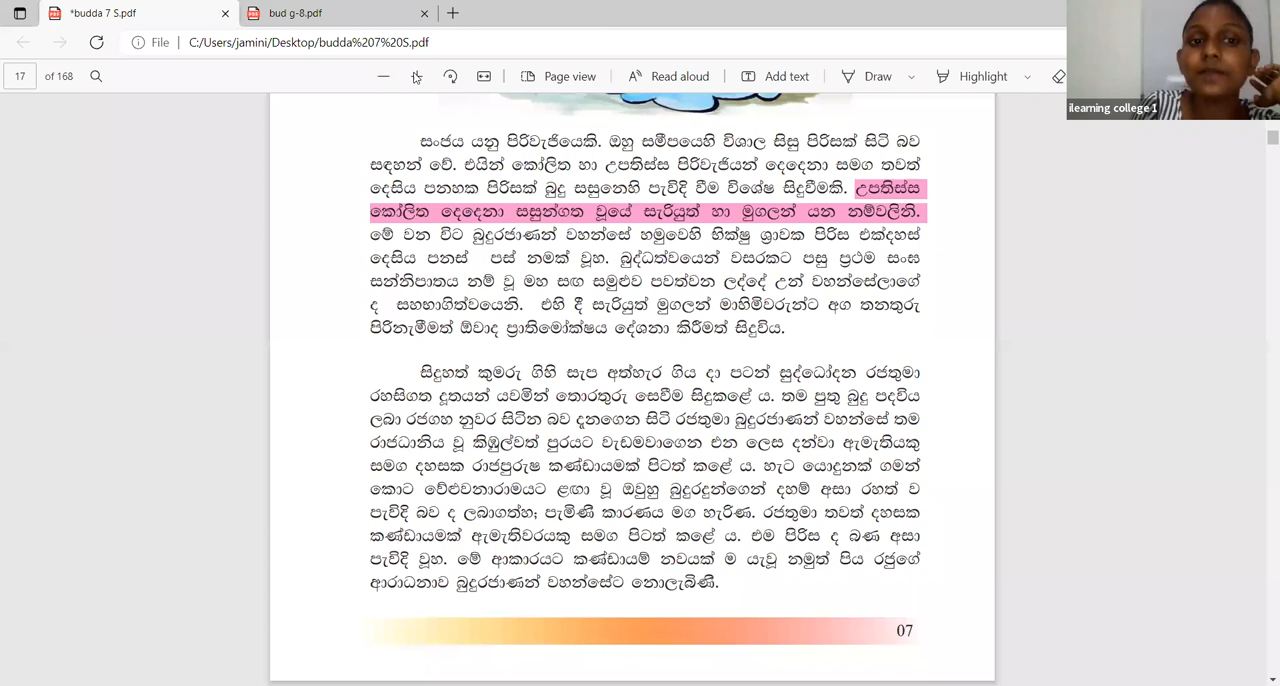 *budda 7 S.pdf
bud g-8.pdf
File
C:/Users/jamini/Desktop/budda%207%20S.pdf
17 of 168
Page view
Read aloud
Add text
Draw
Highlight
ilearning college 1
සංජය යනු පිරිවැජියෙකි. ඔහු සමීපයෙහි විශාල සිසු පිරිසක් සිටි බව
සඳහන් වේ. එයින් කෝලිත හා උපතිස්ස පිරිවැජියන් දෙදෙනා සමග තවත්
දෙසිය පනහක පිරිසක් බුදු සසුනෙහි පැවිදි වීම විශේෂ සිදුවීමකි. උපතිස්ස
කෝලිත දෙදෙනා සසුන්ගත වූයේ සැරියුත් හා මුගලන් යන නම්වලිනි.
මේ වන විට බුදුරජාණන් වහන්සේ හමුවෙහි භික්ෂු ශ්‍රාවක පිරිස එක්දහස්
දෙසිය පනස් පස් නමක් වූහ. බුද්ධත්වයෙන් වසරකට පසු ප්‍රථම සංඝ
සන්නිපාතය නම් වූ මහ සඟ සමුළුව පවත්වන ලද්දේ උන් වහන්සේලාගේ
ද සහභාගිත්වයෙනි. එහි දී සැරියුත් මුගලන් මාහිමිවරුන්ට අග තනතුරු
පිරිනැමීමත් ඕවාද ප්‍රාතිමෝක්ෂය දේශනා කිරීමත් සිදුවිය.
සිදුහත් කුමරු ගිහි සැප අත්හැර ගිය දා පටන් සුද්ධෝදන රජතුමා
රහසිගත දූතයන් යවමින් තොරතුරු සෙවීම සිදුකළේ ය. තම පුතු බුදු පදවිය
ලබා රජගහ නුවර සිටින බව දැනගෙන සිටි රජතුමා බුදුරජාණන් වහන්සේ තම
රාජධානිය වූ කිඹුල්වත් පුරයට වැඩමවාගෙන එන ලෙස දන්වා ඇමැතියකු
සමග දහසක රාජපුරුෂ කණ්ඩායමක් පිටත් කළේ ය. හැට යොදුනක් ගමන්
කොට වේළුවනාරාමයට ළඟා වූ ඔවුහු බුදුරදුන්ගෙන් දහම් අසා රහත් ව
පැවිදි බව ද ලබාගත්හ; පැමිණි කාරණය මග හැරිණ. රජතුමා තවත් දහසක
කණ්ඩායමක් ඇමැතිවරයකු සමග පිටත් කළේ ය. එම පිරිස ද බණ අසා
පැවිදි වූහ. මේ ආකාරයට කණ්ඩායම් නවයක් ම යැවූ නමුත් පිය රජුගේ
ආරාධනාව බුදුරජාණන් වහන්සේට නොලැබිණි.
07